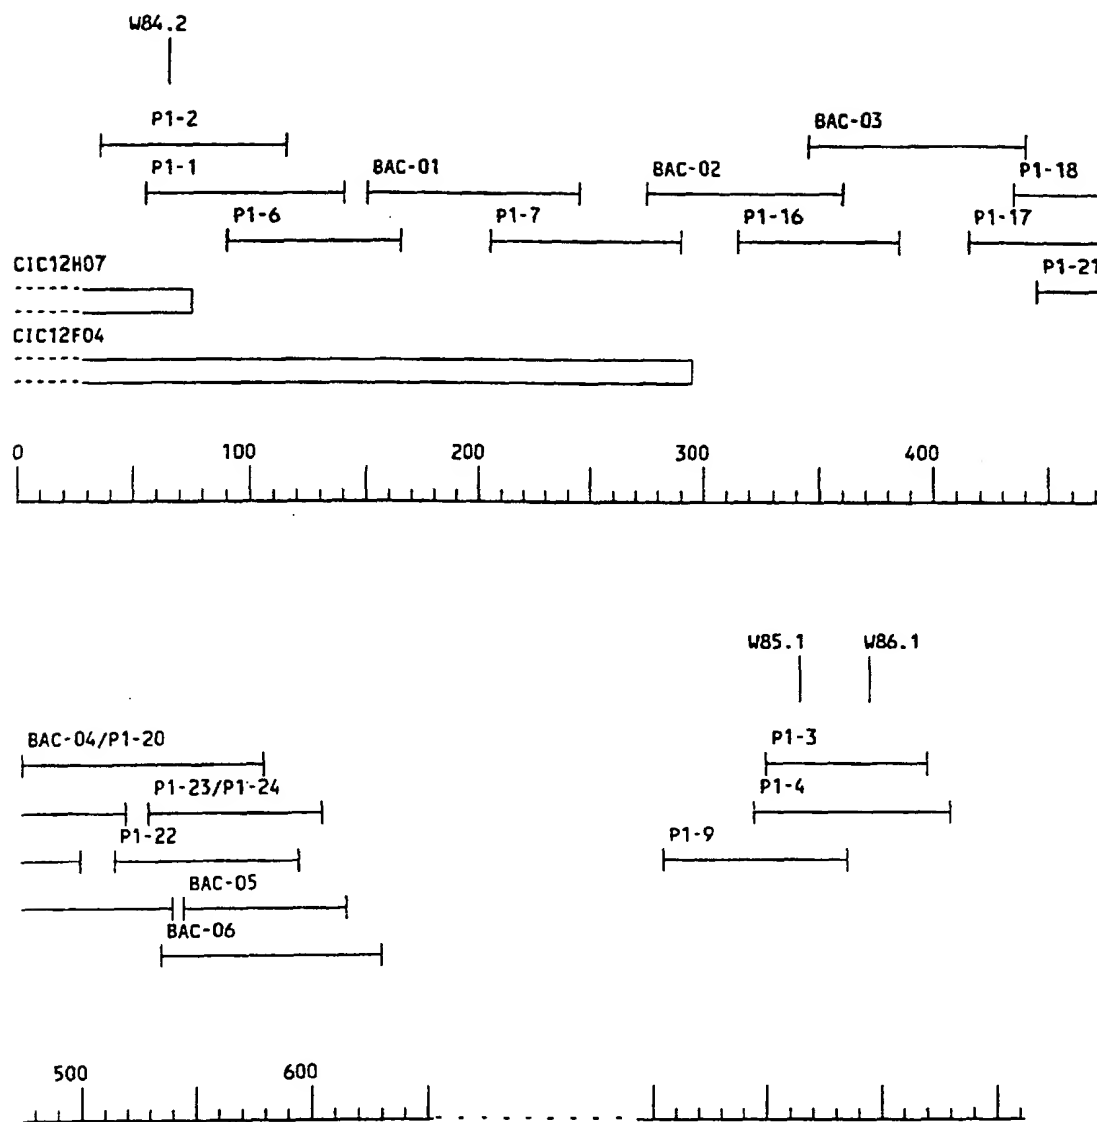 W84.2
P1-2
BAC-03
P1-1 BAC-01 BAC-02 P1-18
P1-6 P1-7 P1-16 P1-17
CIC12H07 P1-21
CIC12F04
0 100 200 300 400
W85.1 W86.1
BAC-04/P1-20 P1-3
P1-23/P1-24 P1-4
P1-22 P1-9
BAC-05
BAC-06
500 600